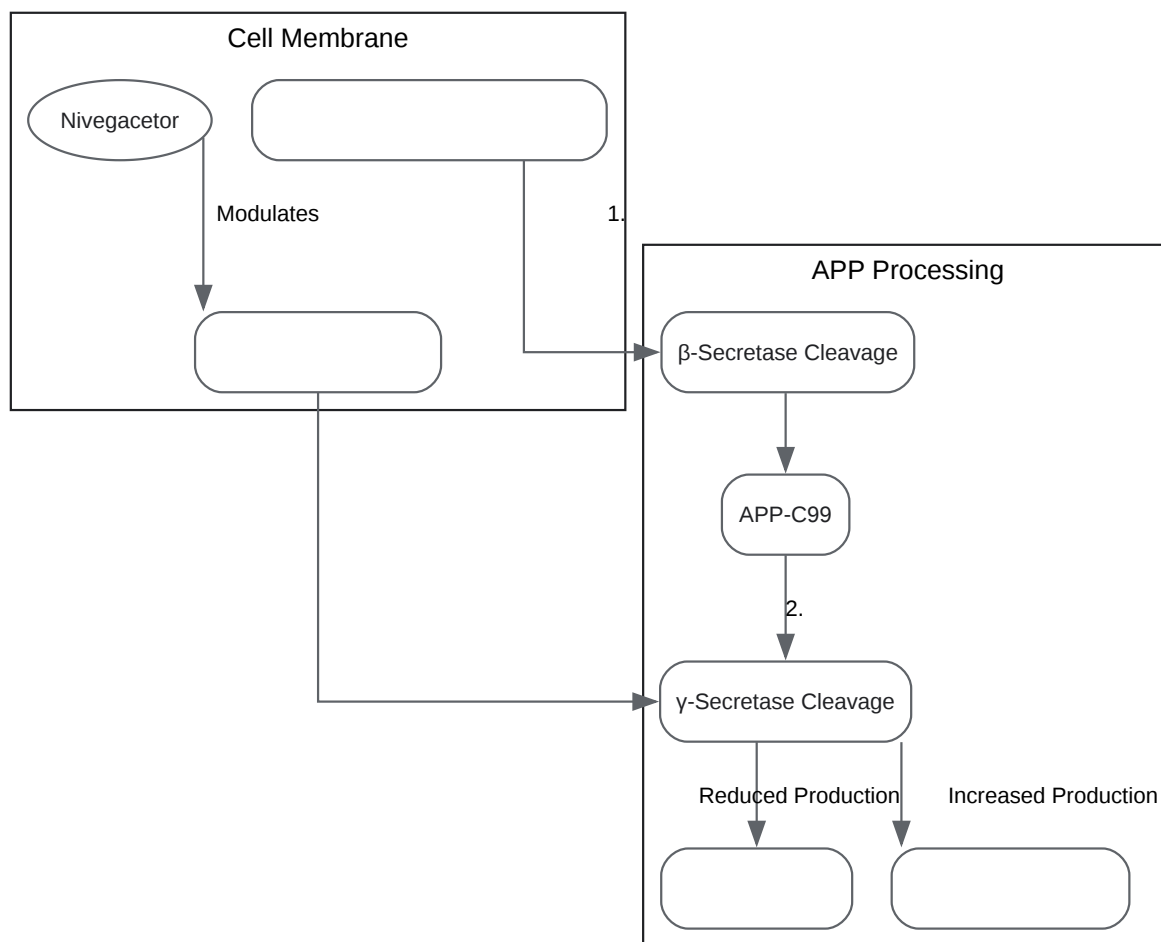 Cell Membrane
Nivegacetor
Modulates
1.
APP Processing
β-Secretase Cleavage
APP-C99
2.
γ-Secretase Cleavage
Reduced Production
Increased Production